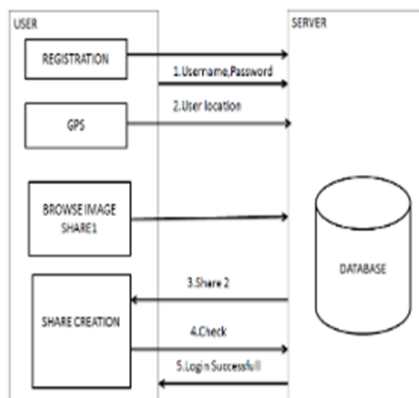 USER
SERVER
REGISTRATION
1.Username,Password
2.User location
GPS
BROWSE IMAGE
SHARE1
DATABASE
3.Share 2
SHARE CREATION
4.Check
5.Login Successfull